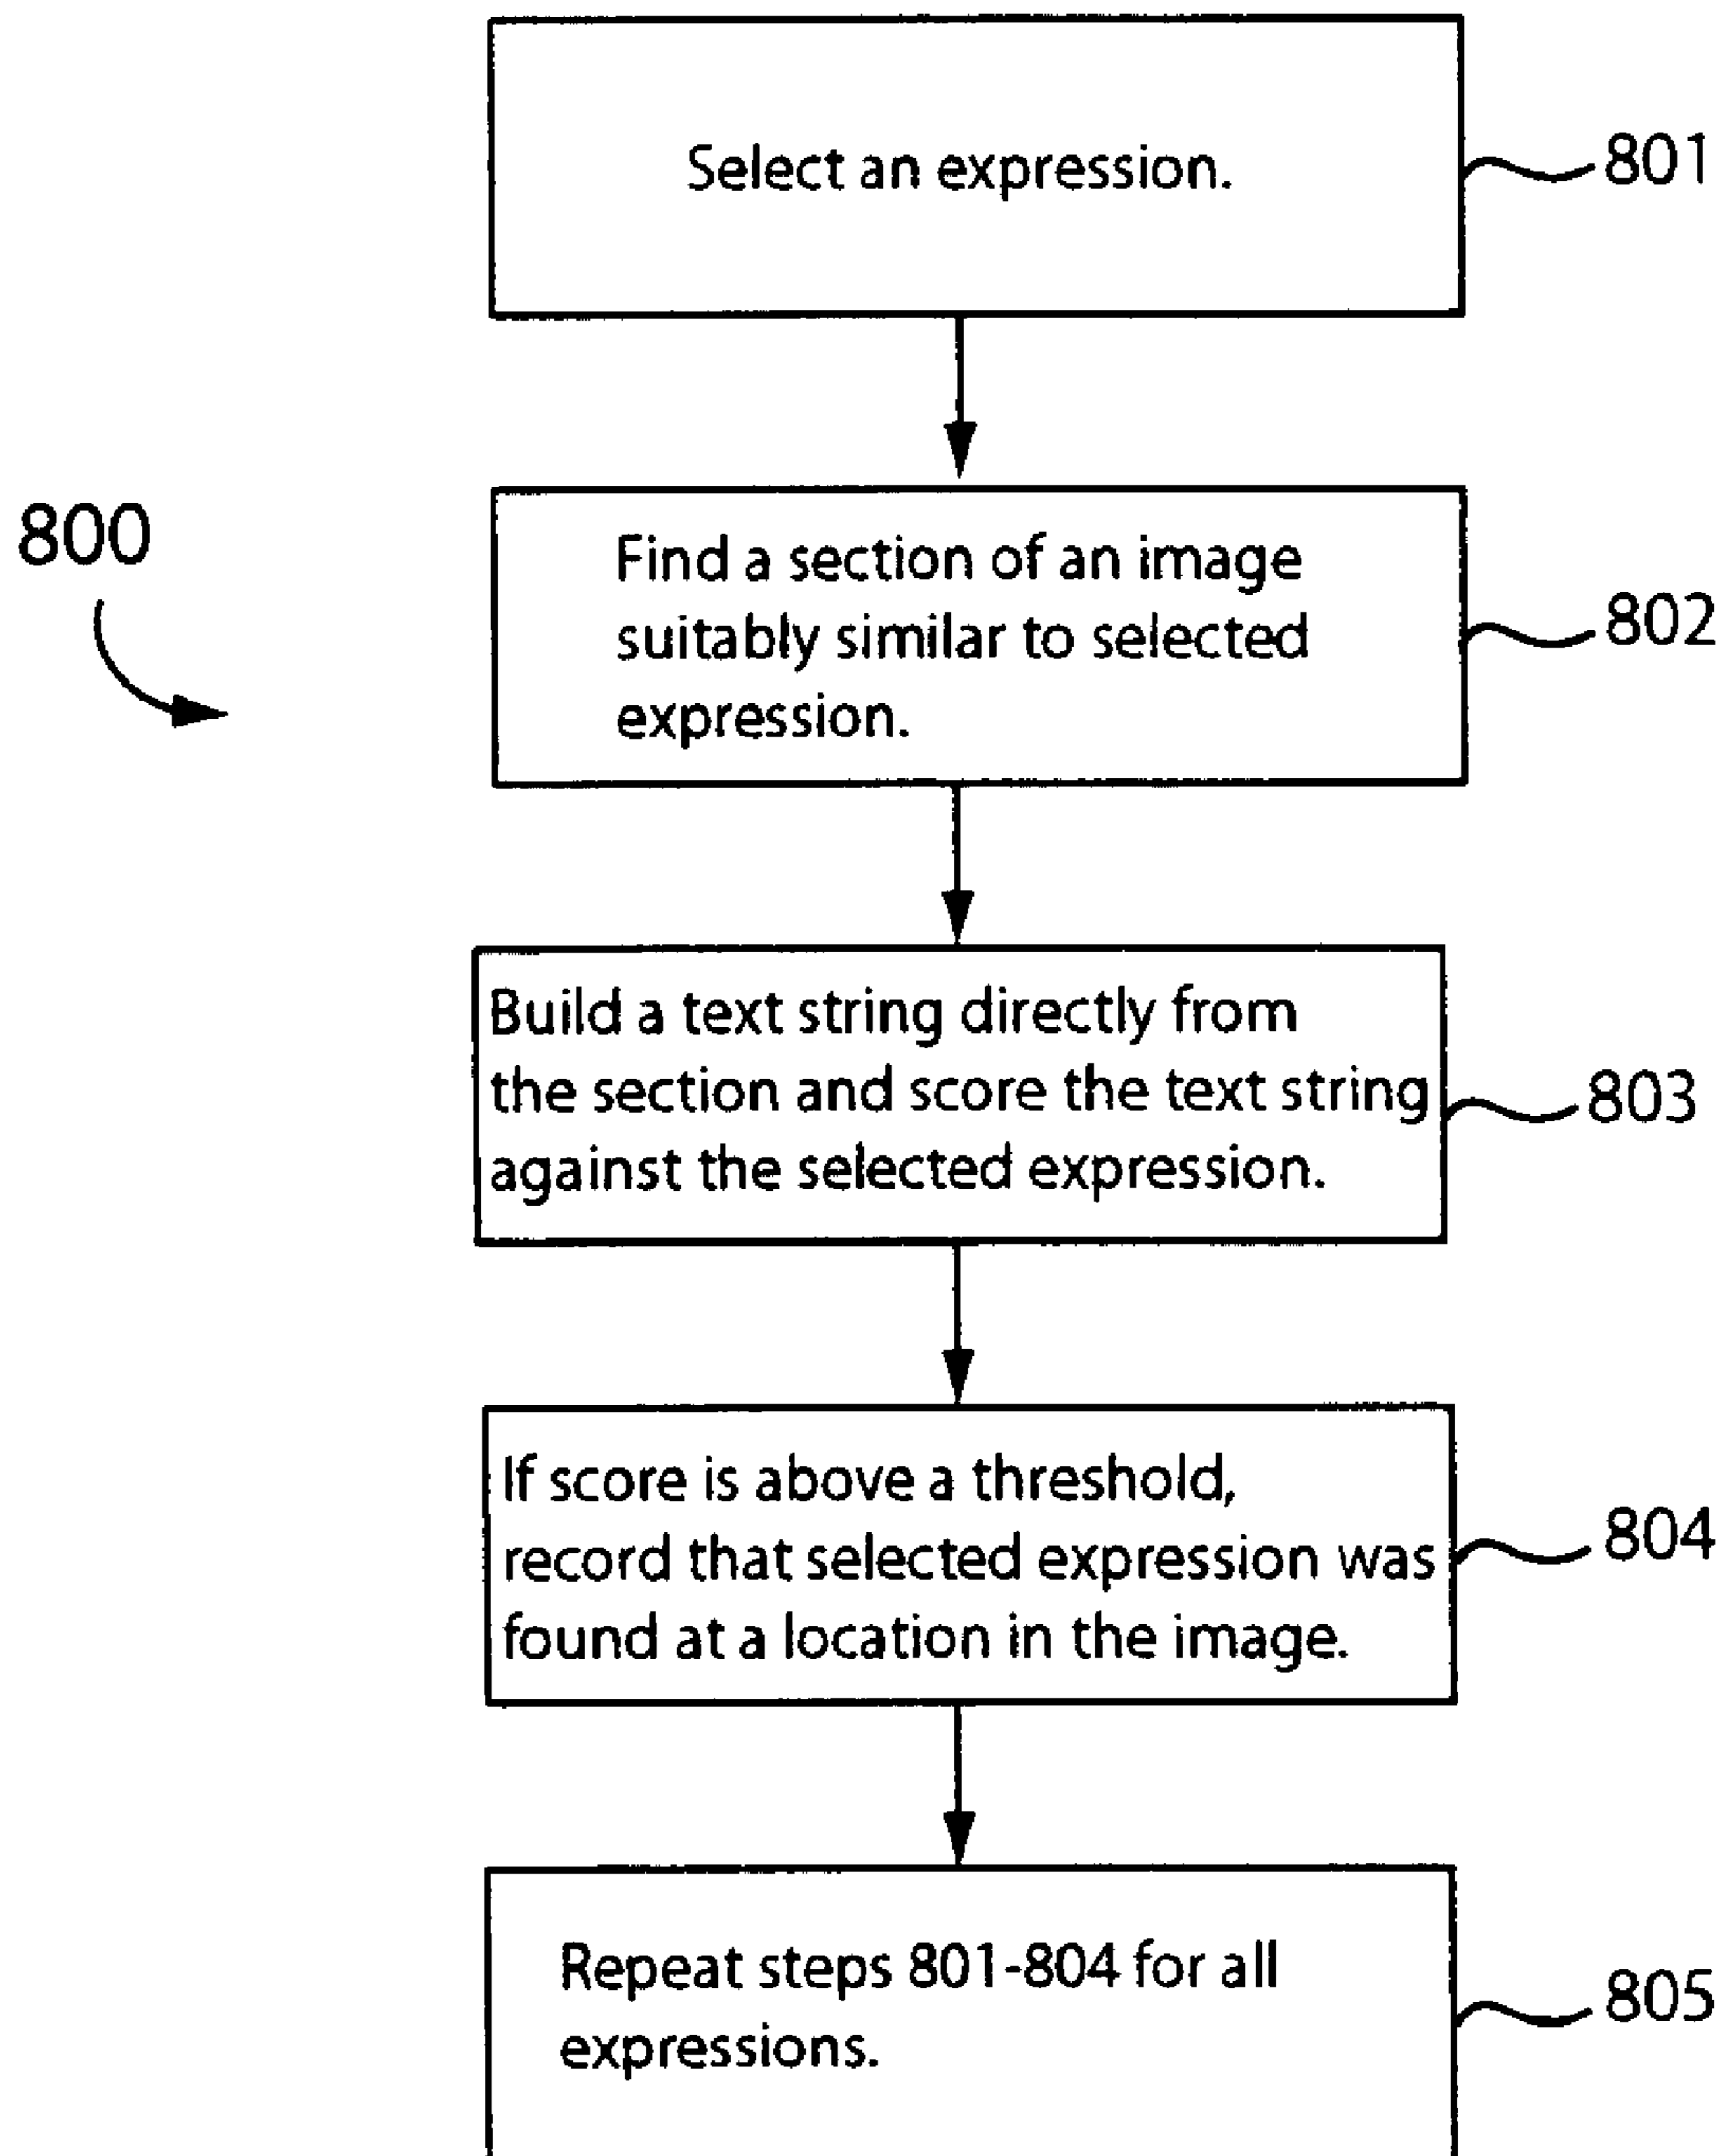 Select an expression.
801
800
Find a section of an image
suitably similar to selected
expression.
802
Build a text string directly from
the section and score the text string
against the selected expression.
803
If score is above a threshold,
record that selected expression was
found at a location in the image.
804
Repeat steps 801-804 for all
expressions.
805